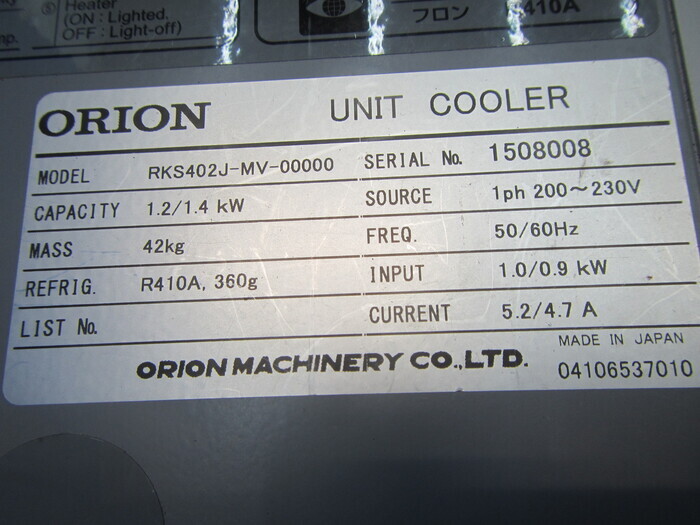 ⑤ Heater
(ON : Lighted.
OFF : Light-off)
フロン
410A
ORION UNIT COOLER
MODEL RKS402J-MV-00000 SERIAL No. 1508008
CAPACITY 1.2/1.4 kW SOURCE 1ph 200~230V
MASS 42kg FREQ. 50/60Hz
REFRIG. R410A, 360g INPUT 1.0/0.9 kW
LIST No. CURRENT 5.2/4.7 A
ORION MACHINERY CO.,LTD. MADE IN JAPAN
04106537010